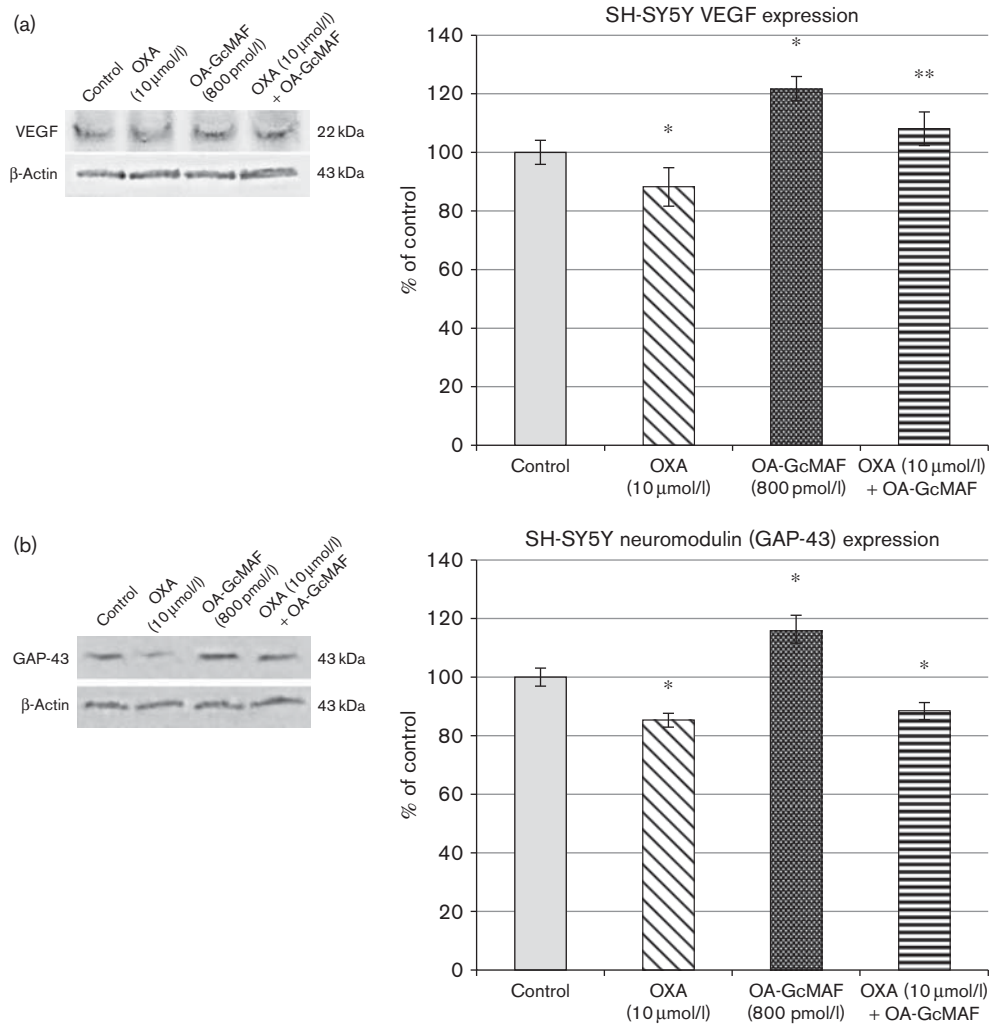 (a)
Control
OXA
(10 μmol/l)
OA-GcMAF
(800 pmol/l)
OXA (10 μmol/l)
+ OA-GcMAF
VEGF
22 kDa
β-Actin
43 kDa
SH-SY5Y VEGF expression
% of control
140
120
100
80
60
40
20
0
*
*
**
Control
OXA
(10 μmol/l)
OA-GcMAF
(800 pmol/l)
OXA (10 μmol/l)
+ OA-GcMAF
(b)
Control
OXA
(10 μmol/l)
OA-GcMAF
(800 pmol/l)
OXA (10 μmol/l)
+ OA-GcMAF
GAP-43
43 kDa
β-Actin
43 kDa
SH-SY5Y neuromodulin (GAP-43) expression
% of control
140
120
100
80
60
40
20
0
*
*
*
Control
OXA
(10 μmol/l)
OA-GcMAF
(800 pmol/l)
OXA (10 μmol/l)
+ OA-GcMAF